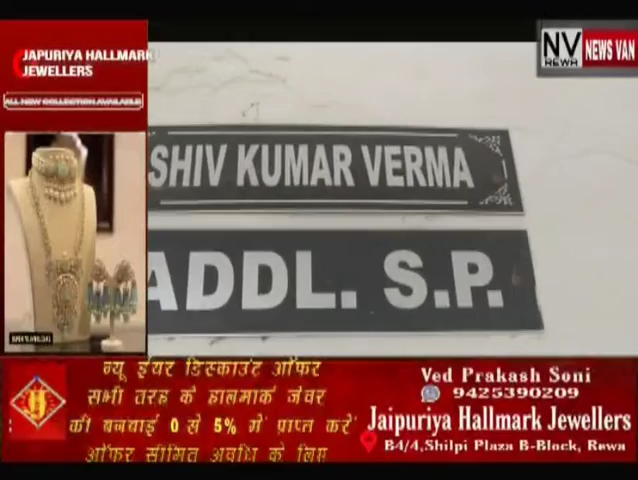 JAPURIYA HALLMARK
JEWELLERS
ALL NEW COLLECTION AVAILABLE
NV
REWA
NEWS VAN
SHIV KUMAR VERMA
ADDL. S.P.
न्यू ईयर डिस्काउंट ऑफर
सभी तरह के हालमार्क जेवर
की बनवाई 0 से 5% में प्राप्त करें
ऑफर सीमित अवधि के लिए
Ved Prakash Soni
9425390209
Jaipuriya Hallmark Jewellers
B4/4,Shilpi Plaza B-Block, Rewa